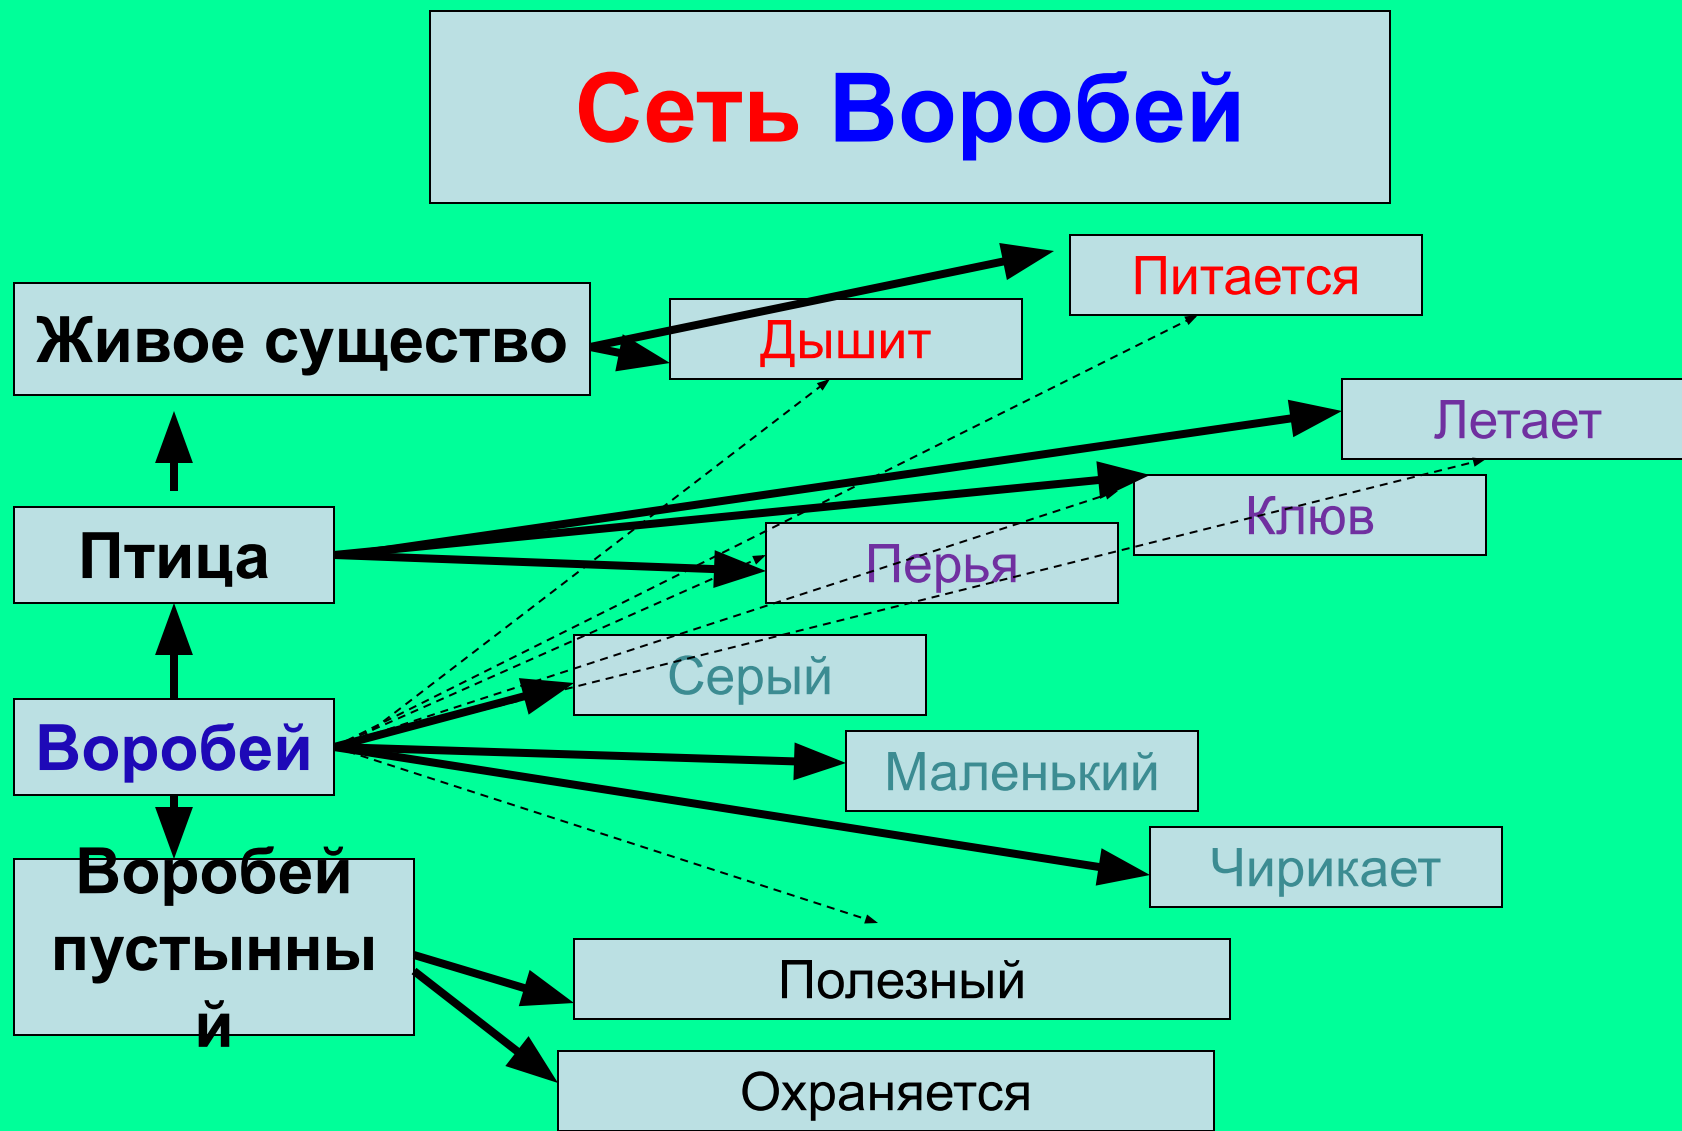 Сеть Воробей
Питается
Живое существо
Дышит
Летает
Клюв
Птица
Перья
Серый
Воробей
Маленький
Чирикает
Воробей
пустынны
й
Полезный
Охраняется